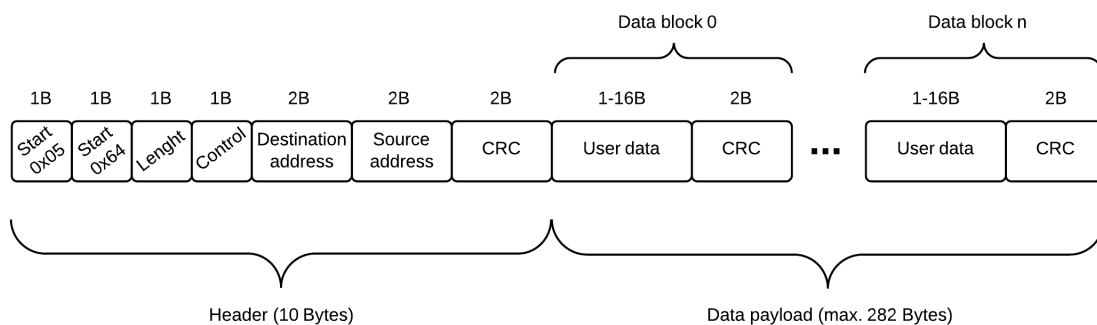 Data block 0
Data block n
1B 1B 1B 1B 2B 2B 2B 1-16B 2B 1-16B 2B
Start 0x05
Start 0x64
Lenght
Control
Destination
address
Source
address
CRC
User data
CRC
...
User data
CRC
Header (10 Bytes)
Data payload (max. 282 Bytes)